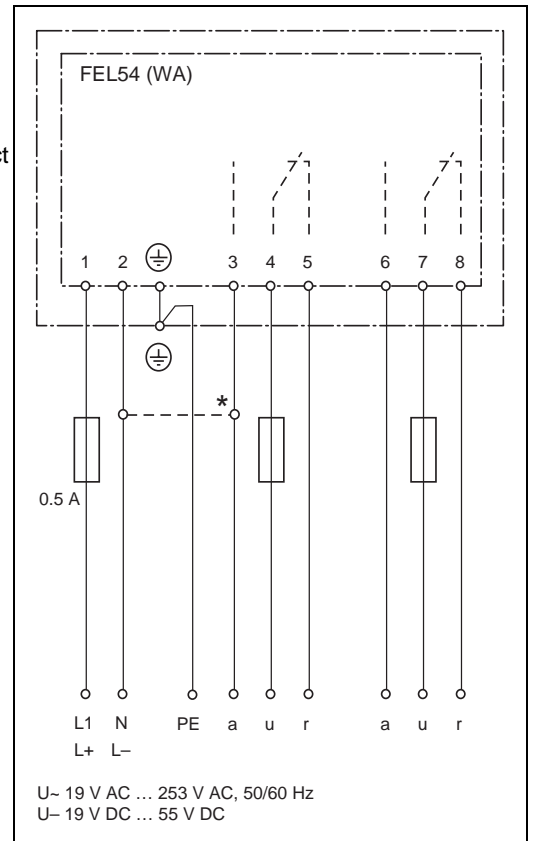 FEL54 (WA)
ct
1 2 3 4 5 6 7 8
*
0.5 A
L1 N PE a u r a u r
L+ L–
U~ 19 V AC … 253 V AC, 50/60 Hz
U– 19 V DC … 55 V DC